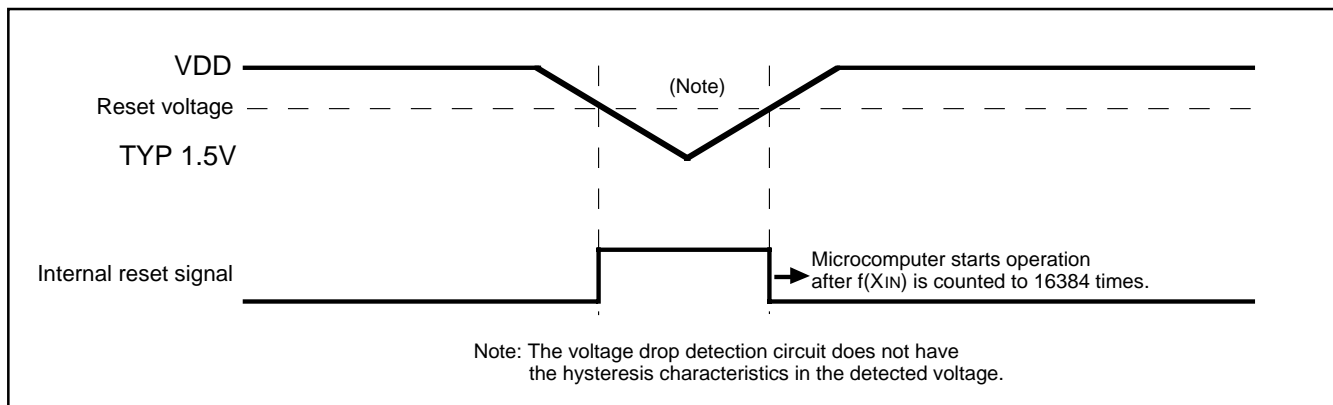 VDD
(Note)
Reset voltage
TYP 1.5V
Internal reset signal
Microcomputer starts operation
after f(XIN) is counted to 16384 times.
Note: The voltage drop detection circuit does not have
the hysteresis characteristics in the detected voltage.